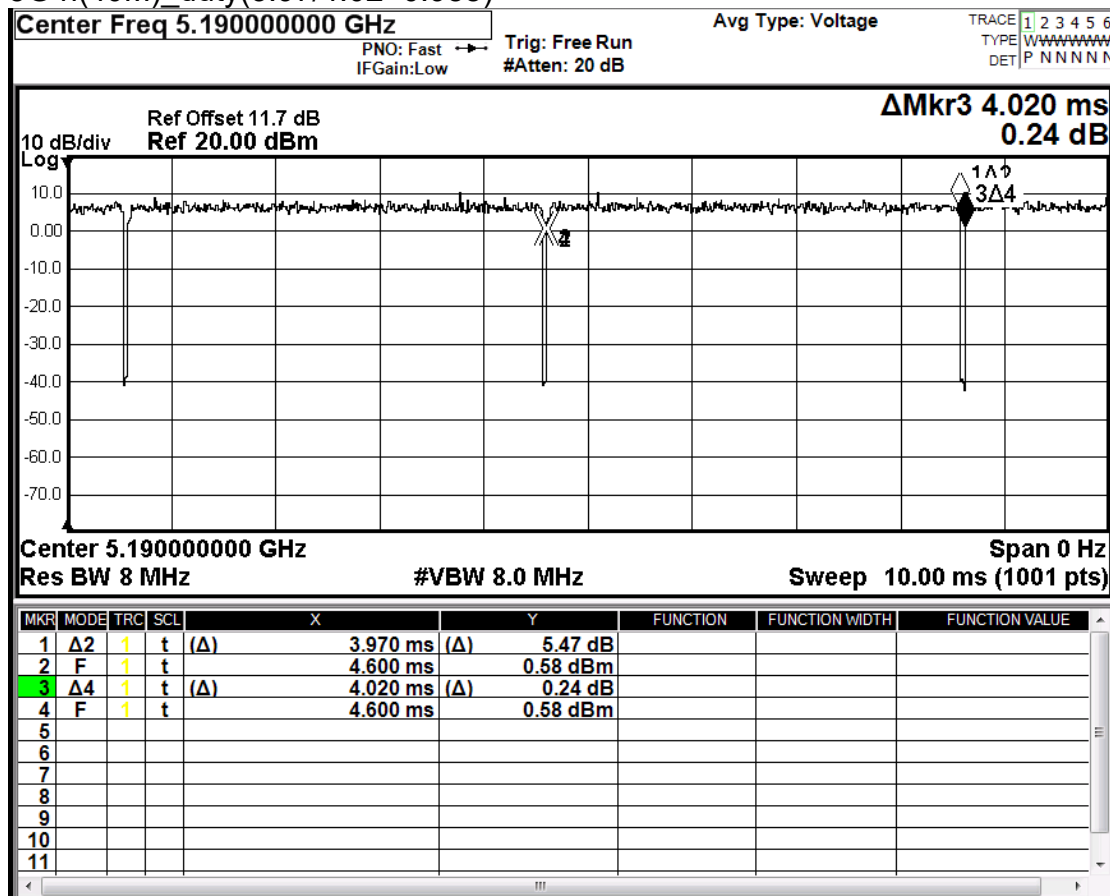 Center Freq 5.190000000 GHz
PNO: Fast
IFGain:Low
Trig: Free Run
#Atten: 20 dB
Avg Type: Voltage
TRACE 1 2 3 4 5 6
TYPE WWWWWW
DET P N N N N N
ΔMkr3 4.020 ms
0.24 dB
Ref Offset 11.7 dB
10 dB/div Ref 20.00 dBm
Log
1Δ2
3Δ4
10.0
0.00
-10.0
-20.0
-30.0
-40.0
-50.0
-60.0
-70.0
Center 5.190000000 GHz Span 0 Hz
Res BW 8 MHz #VBW 8.0 MHz Sweep 10.00 ms (1001 pts)
MKR MODE TRC SCL X Y FUNCTION FUNCTION WIDTH FUNCTION VALUE
1 Δ2 1 t (Δ) 3.970 ms (Δ) 5.47 dB
2 F 1 t 4.600 ms 0.58 dBm
3 Δ4 1 t (Δ) 4.020 ms (Δ) 0.24 dB
4 F 1 t 4.600 ms 0.58 dBm
5
6
7
8
9
10
11